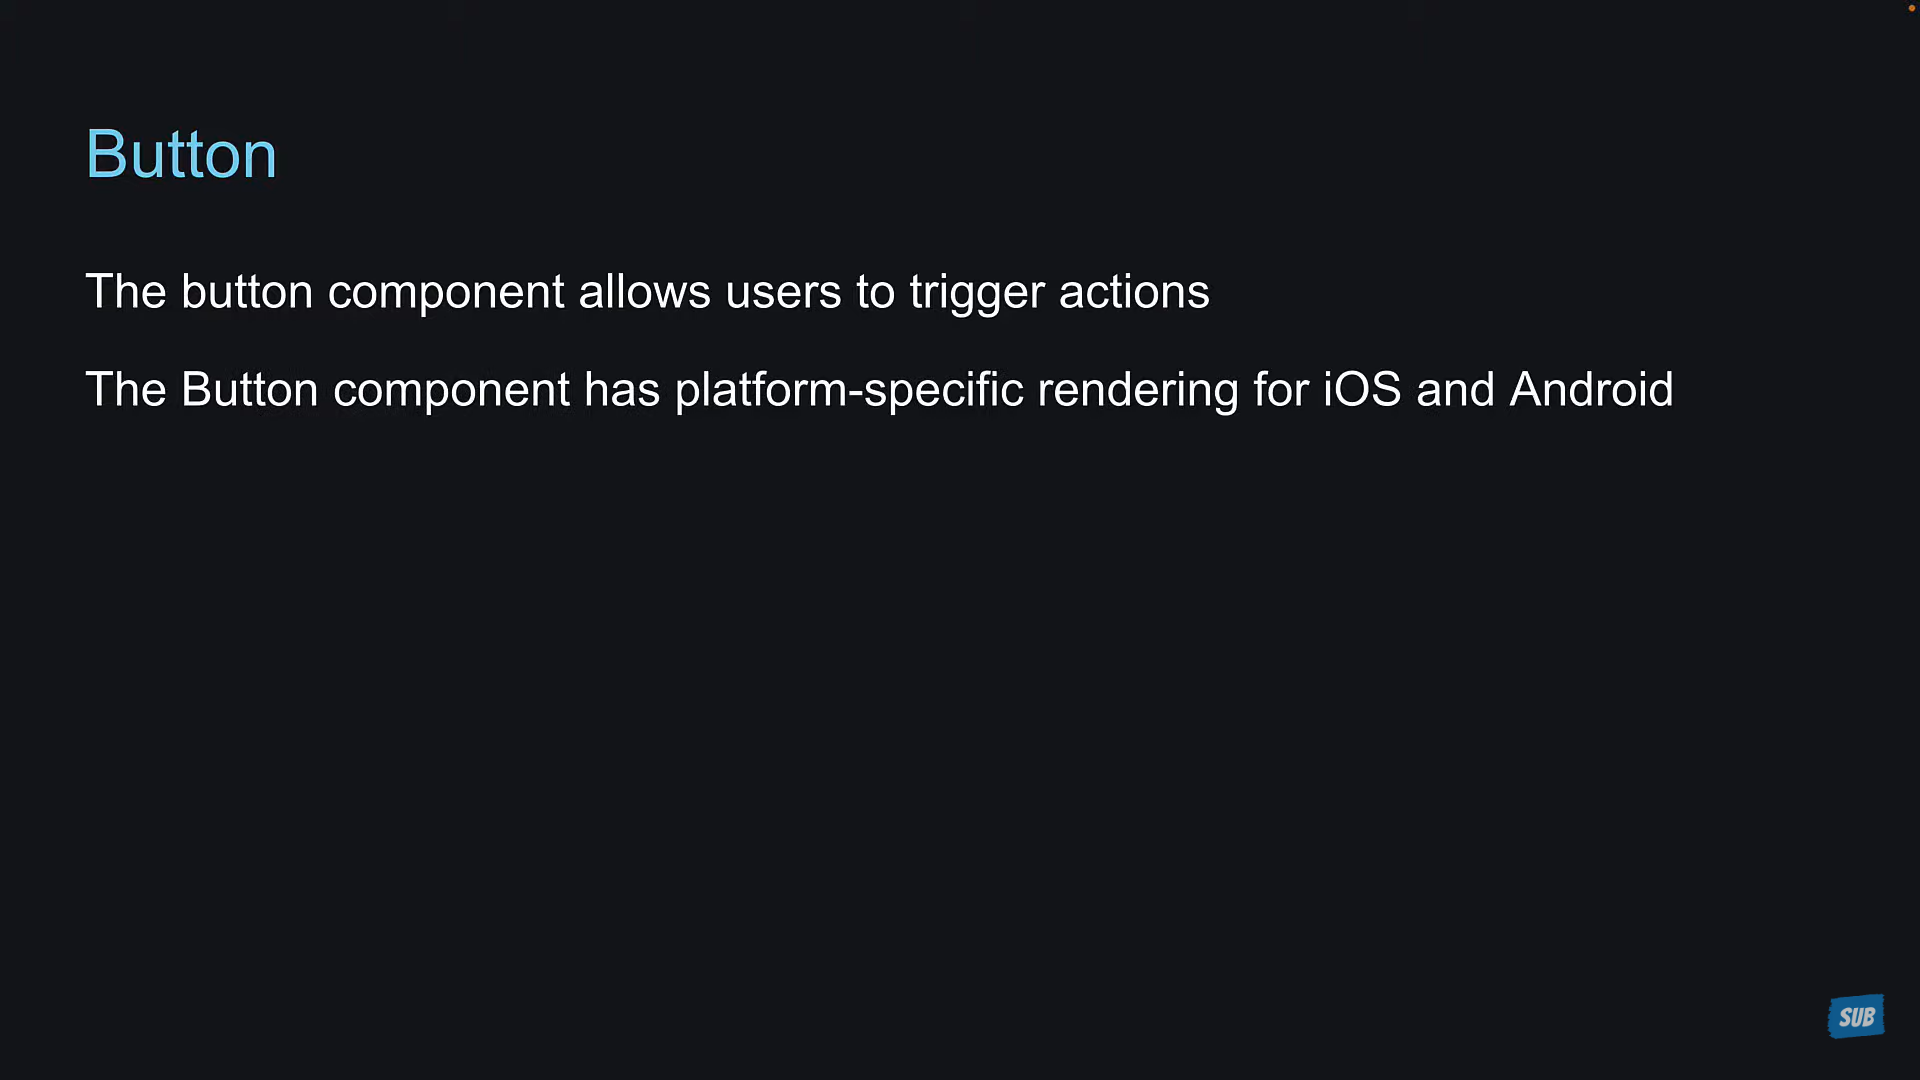 Button
The button component allows users to trigger actions
The Button component has platform-specific rendering for iOS and Android
SUB